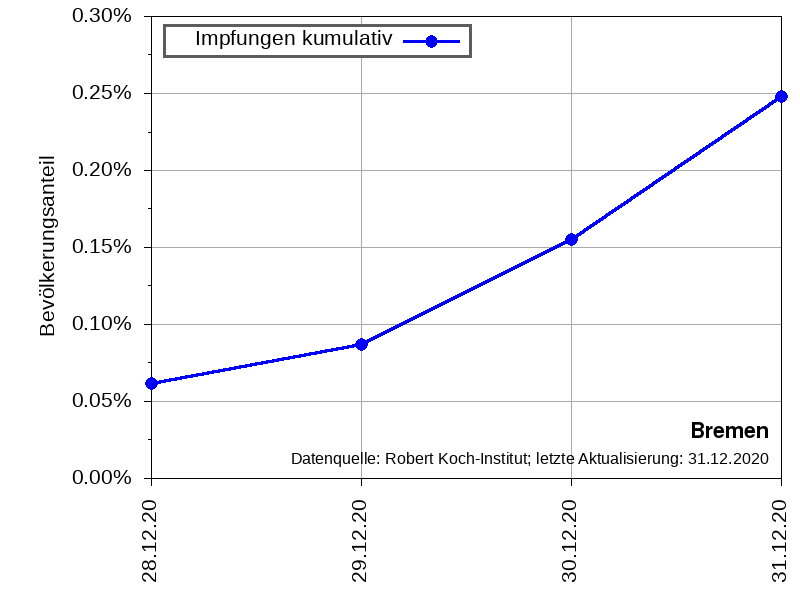 0.30%
Impfungen kumulativ
0.25%
0.20%
0.15%
0.10%
0.05%
0.00%
Bevölkerungsanteil
Bremen
Datenquelle: Robert Koch-Institut; letzte Aktualisierung: 31.12.2020
28.12.20
29.12.20
30.12.20
31.12.20